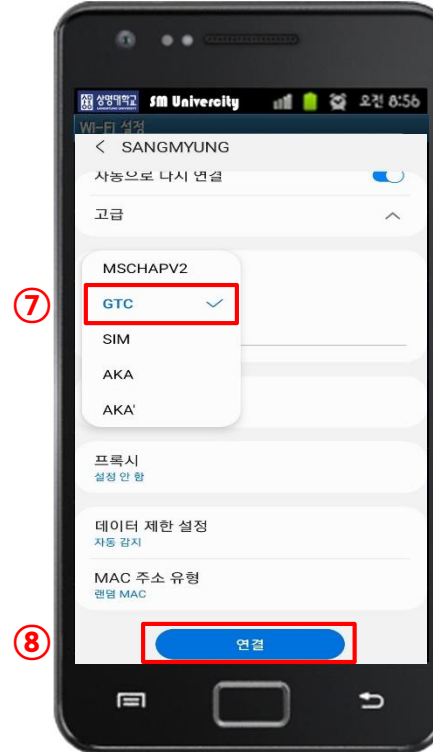 상명대학교 SM Univercity 오전 8:56
Wi-Fi 설정
< SANGMYUNG
자동으로 다시 연결
고급
MSCHAPV2
⑦ GTC
SIM
AKA
AKA'
프록시
설정 안 함
데이터 제한 설정
자동 감지
MAC 주소 유형
랜덤 MAC
⑧ 연결